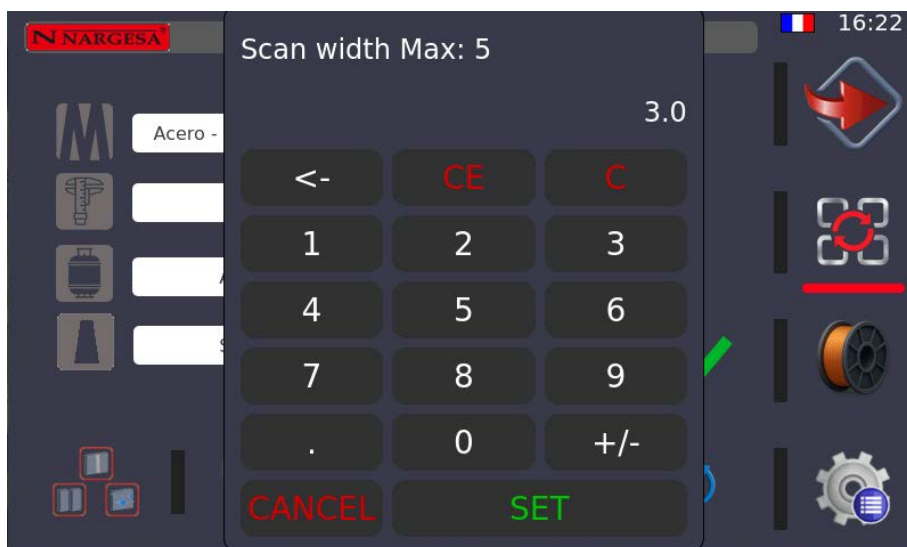 N NARGESA
16:22
Scan width Max: 5
3.0
Acero -
<- CE C
1 2 3
4 5 6
7 8 9
. 0 +/-
CANCEL SET